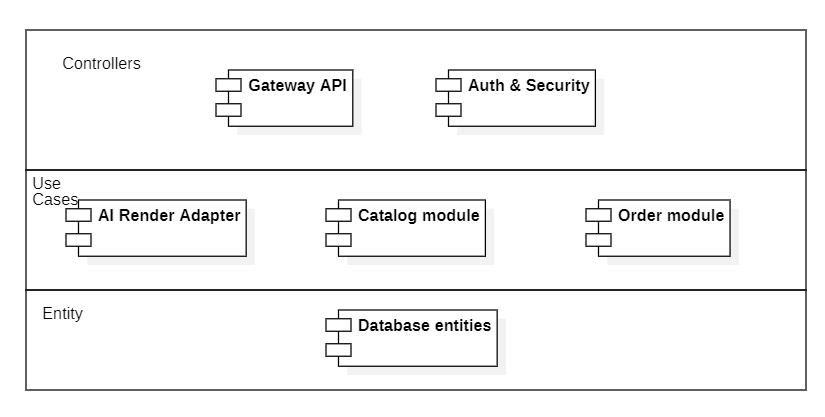 Controllers
Gateway API
Auth & Security
Use
Cases
AI Render Adapter
Catalog module
Order module
Entity
Database entities